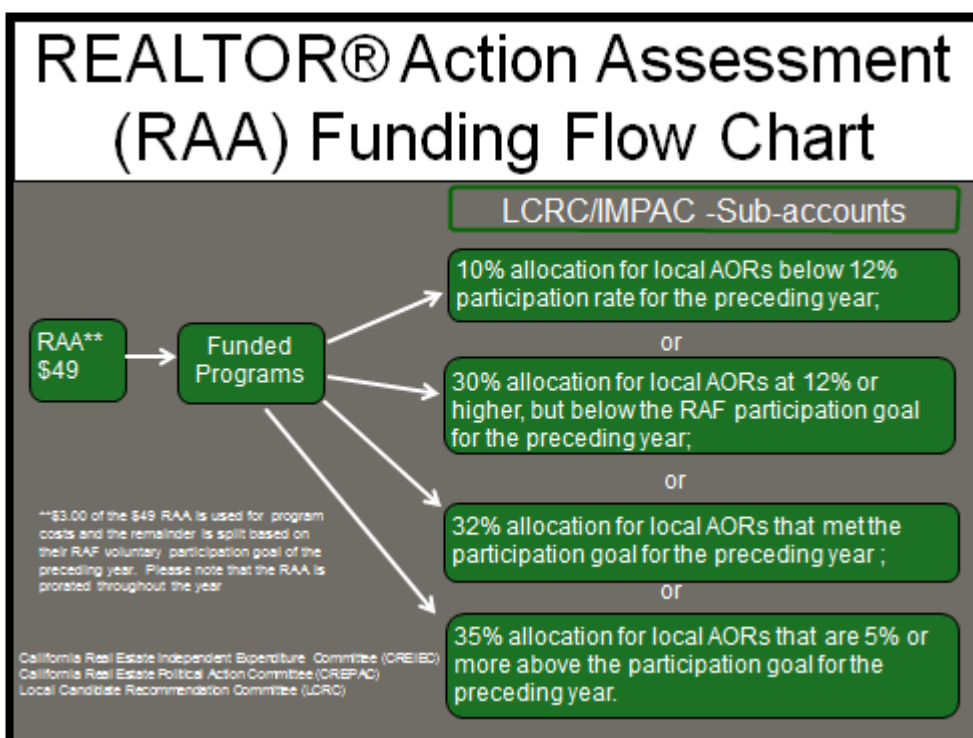 REALTOR® Action Assessment
(RAA) Funding Flow Chart
LCRC/IMPAC -Sub-accounts
10% allocation for local AORs below 12%
participation rate for the preceding year;
or
RAA**
$49
Funded
Programs
30% allocation for local AORs at 12% or
higher, but below the RAF participation goal
for the preceding year;
or
**$3.00 of the $49 RAA is used for program
costs and the remainder is split based on
their RAF voluntary participation goal of the
preceding year. Please note that the RAA is
prorated throughout the year
32% allocation for local AORs that met the
participation goal for the preceding year ;
or
35% allocation for local AORs that are 5% or
more above the participation goal for the
preceding year.
California Real Estate Independent Expenditure Committee (CREIEC)
California Real Estate Political Action Committee (CREPAC)
Local Candidate Recommendation Committee (LCRC)